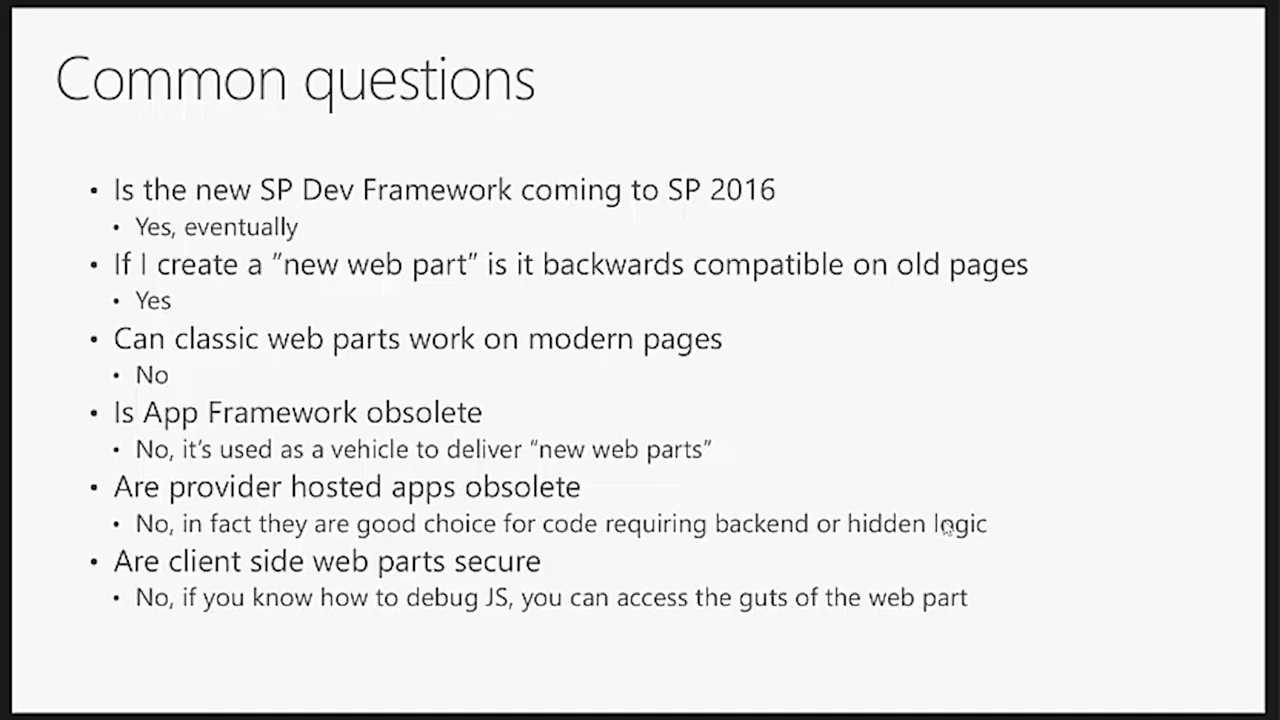 Common questions
• Is the new SP Dev Framework coming to SP 2016
• Yes, eventually
• If I create a “new web part” is it backwards compatible on old pages
• Yes
• Can classic web parts work on modern pages
• No
• Is App Framework obsolete
• No, it’s used as a vehicle to deliver “new web parts”
• Are provider hosted apps obsolete
• No, in fact they are good choice for code requiring backend or hidden logic
• Are client side web parts secure
• No, if you know how to debug JS, you can access the guts of the web part